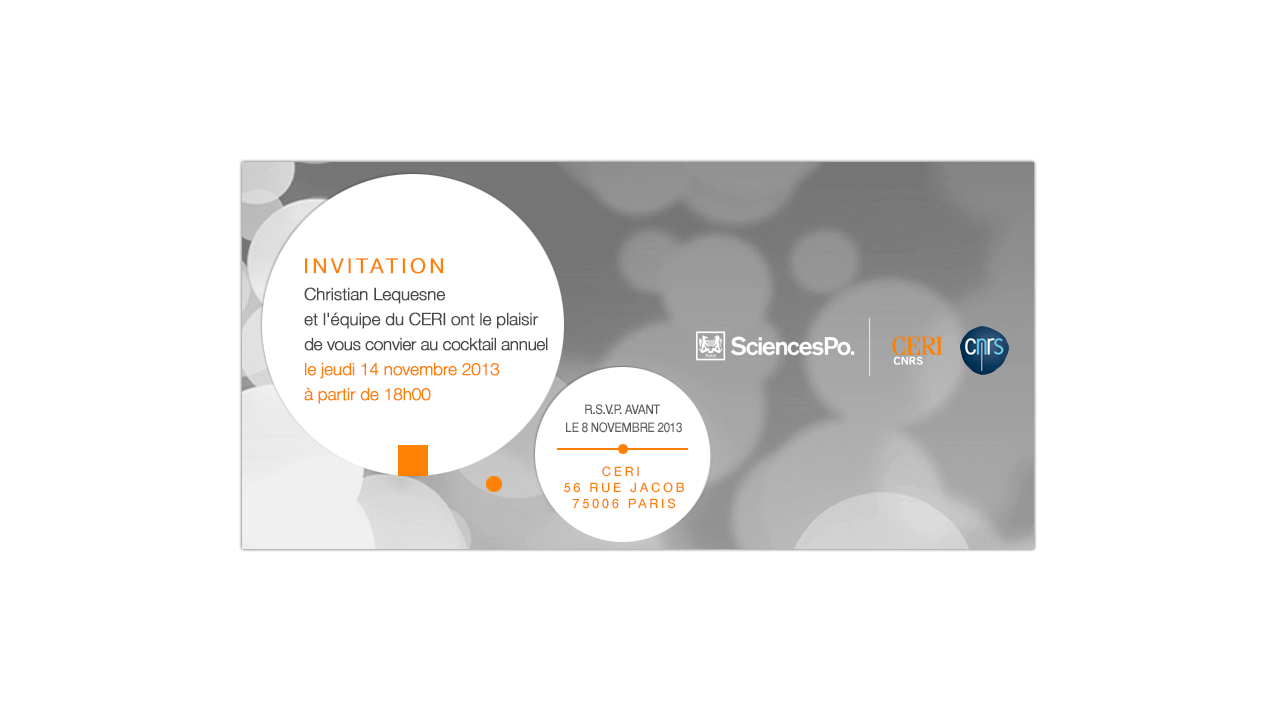 INVITATION
Christian Lequesne
et l'équipe du CERI ont le plaisir
de vous convier au cocktail annuel
le jeudi 14 novembre 2013
à partir de 18h00
R.S.V.P. AVANT
LE 8 NOVEMBRE 2013
CERI
56 RUE JACOB
75006 PARIS
SciencesPo.
CERI
CNRS
cnrs